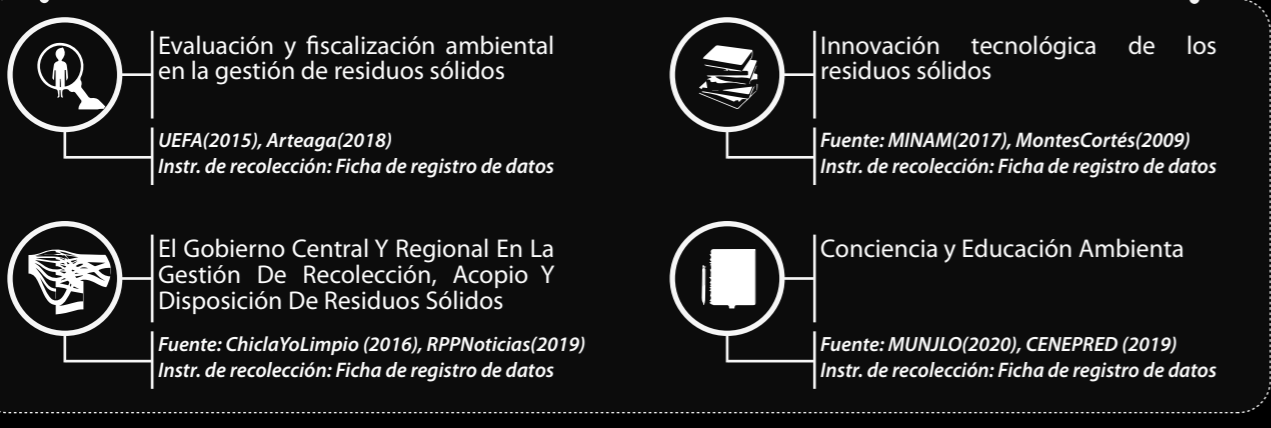 Evaluación y fiscalización ambiental
en la gestión de residuos sólidos
UEFA(2015), Arteaga(2018)
Instr. de recolección: Ficha de registro de datos
Innovación tecnológica de los
residuos sólidos
Fuente: MINAM(2017), MontesCortés(2009)
Instr. de recolección: Ficha de registro de datos
El Gobierno Central Y Regional En La
Gestión De Recolección, Acopio Y
Disposición De Residuos Sólidos
Fuente: ChiclaYoLimpio (2016), RPPNoticias(2019)
Instr. de recolección: Ficha de registro de datos
Conciencia y Educación Ambienta
Fuente: MUNJLO(2020), CENEPRED (2019)
Instr. de recolección: Ficha de registro de datos